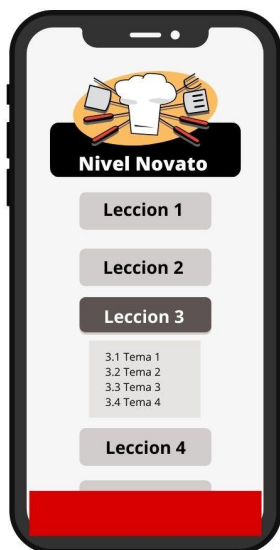 Nivel Novato
Leccion 1
Leccion 2
Leccion 3
3.1 Tema 1
3.2 Tema 2
3.3 Tema 3
3.4 Tema 4
Leccion 4